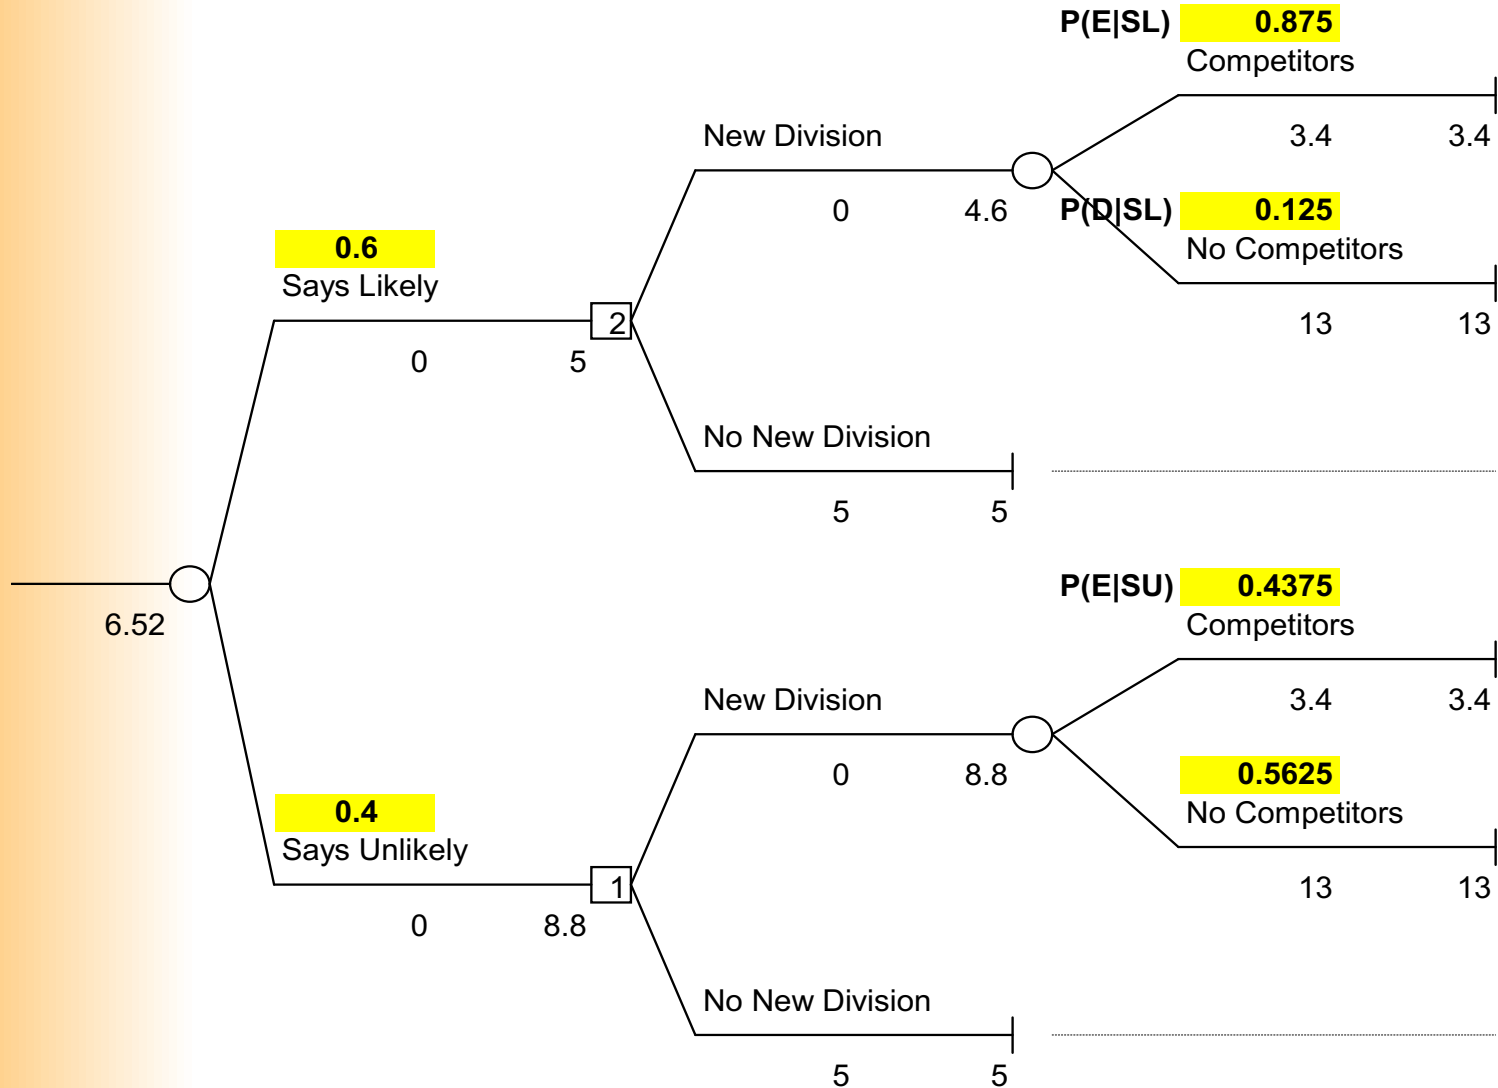 P(E|SL) 0.875
Competitors
New Division
3.4 3.4
0 4.6 P(D|SL) 0.125
0.6 No Competitors
Says Likely
2
13 13
0 5
No New Division
5 5
P(E|SU) 0.4375
6.52 Competitors
New Division
3.4 3.4
0 8.8 0.5625
0.4 No Competitors
Says Unlikely
1
13 13
0 8.8
No New Division
5 5